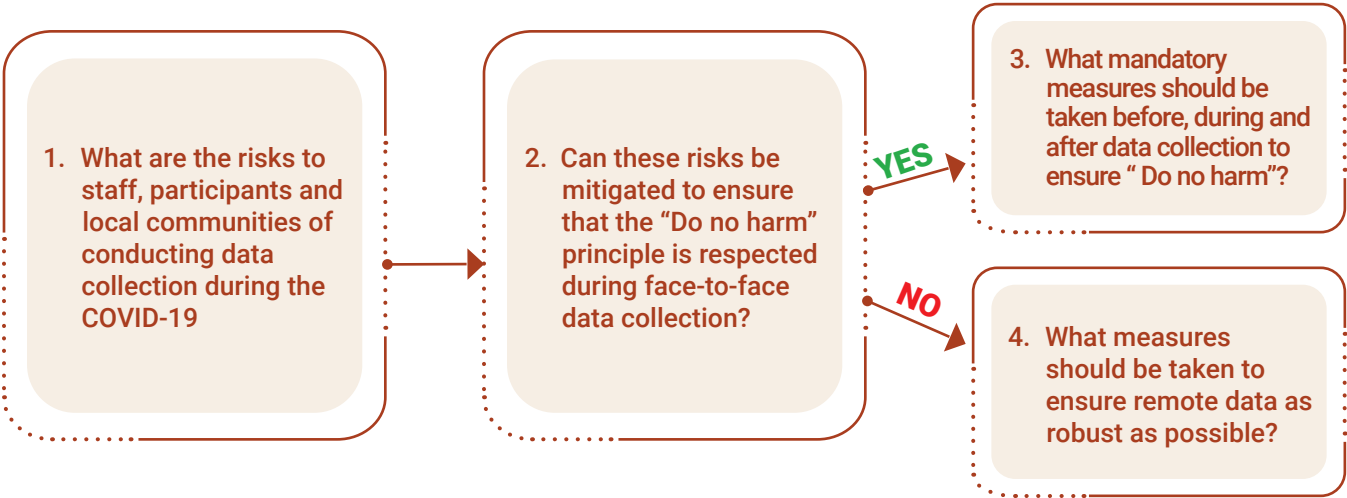 1. What are the risks to
staff, participants and
local communities of
conducting data
collection during the
COVID-19
2. Can these risks be
mitigated to ensure
that the “Do no harm”
principle is respected
during face-to-face
data collection?
YES
3. What mandatory
measures should be
taken before, during and
after data collection to
ensure “ Do no harm”?
NO
4. What measures
should be taken to
ensure remote data as
robust as possible?